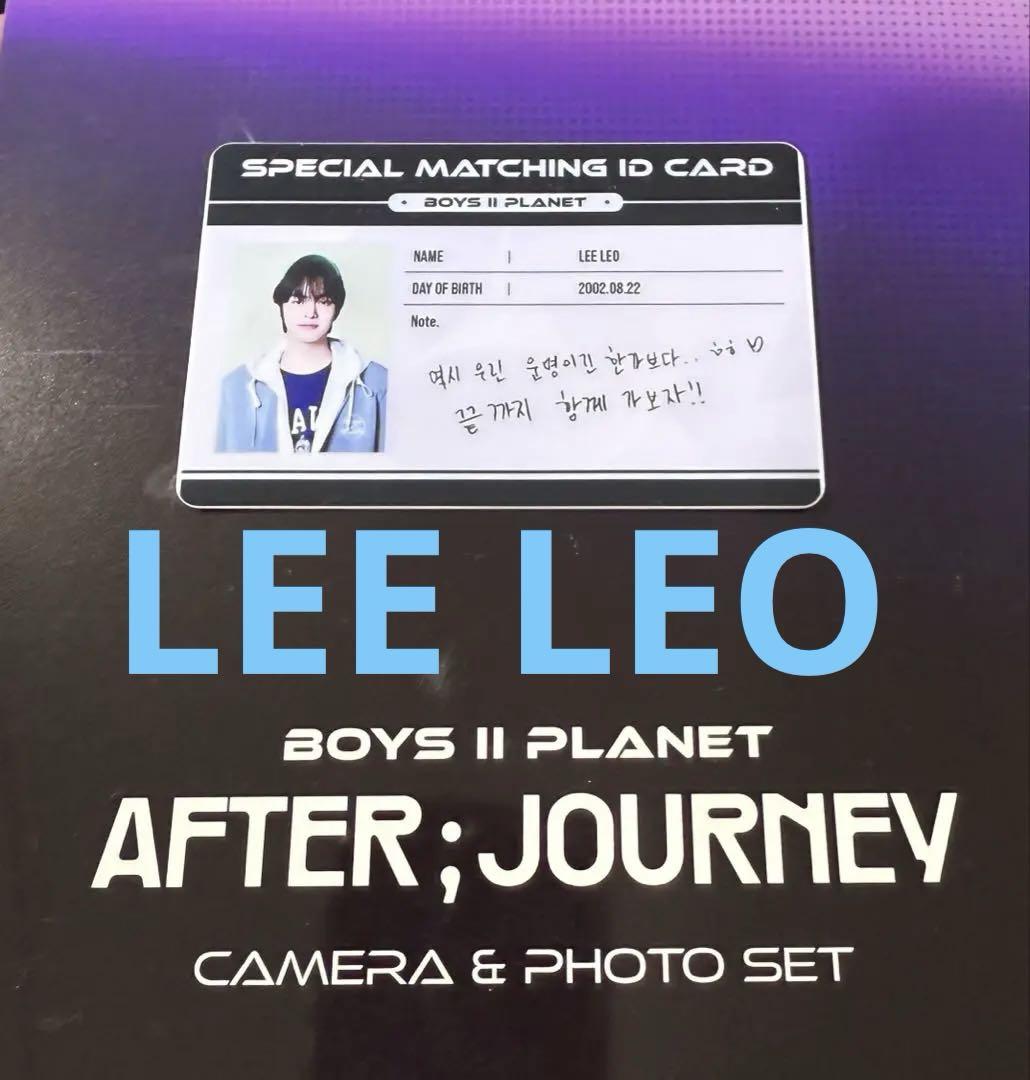 SPECIAL MATCHING ID CARD
BOYS II PLANET
NAME | LEE LEO
DAY OF BIRTH | 2002.08.22
Note.
역시 우린 운명이긴 한가보다.. ㅎㅎ ♡
끝까지 함께 가보자!!
LEE LEO
BOYS II PLANET
AFTER;JOURNEY
CAMERA & PHOTO SET